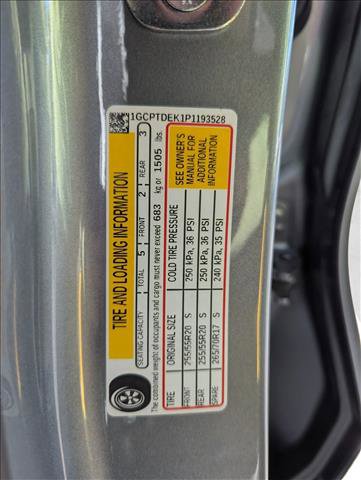 1GCPTDEK1P1193528
TIRE AND LOADING INFORMATION
SEATING CAPACITY TOTAL 5 FRONT 2 REAR 3
The combined weight of occupants and cargo must never exceed 683 kg or 1505 lbs.
TIRE ORIGINAL SIZE COLD TIRE PRESSURE
FRONT 255/55R20 S 250 kPa, 36 PSI
REAR 255/55R20 S 250 kPa, 36 PSI
SPARE 265/70R17 S 240 kPa, 35 PSI
SEE OWNER'S
MANUAL FOR
ADDITIONAL
INFORMATION